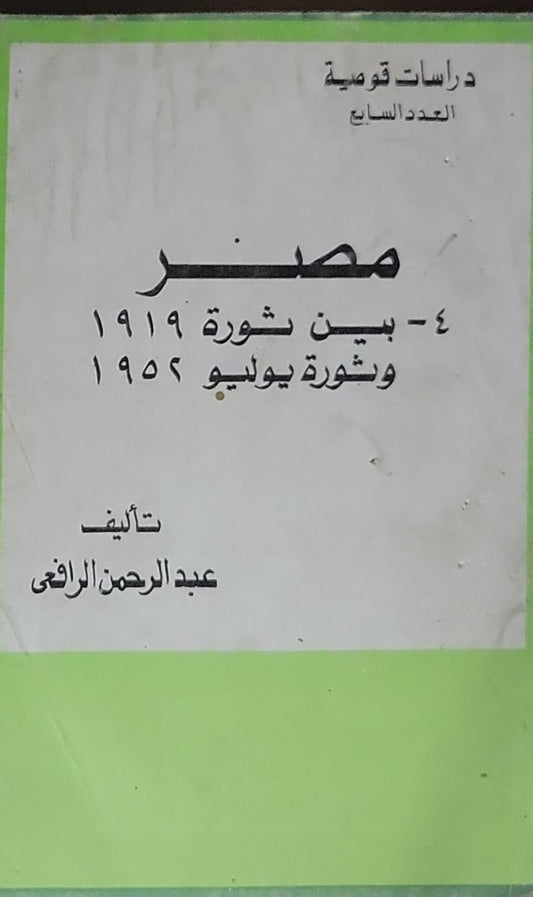 دراسات قومية
العدد السابع
مصر
٤ - بين ثورة ١٩١٩
وثورة يوليو ١٩٥٢
تأليف
عبد الرحمن الرافعى